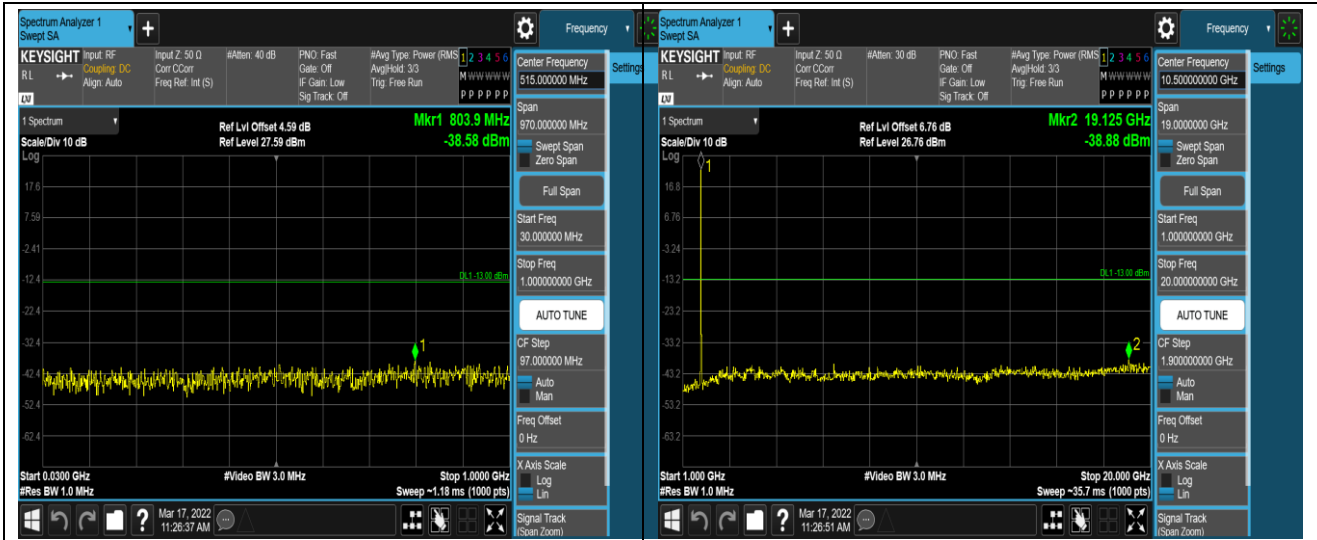 Spectrum Analyzer 1
Swept SA
+
Frequency
KEYSIGHT
RL
LXI
Input: RF
Coupling: DC
Align: Auto
Input Z: 50 Ω
Corr CCorr
Freq Ref: Int (S)
#Atten: 40 dB
PNO: Fast
Gate: Off
IF Gain: Low
Sig Track: Off
#Avg Type: Power (RMS
Avg|Hold: 3/3
Trig: Free Run
1 2 3 4 5 6
M W W W W W
P P P P P P
Center Frequency
515.000000 MHz
Settings
1 Spectrum
Scale/Div 10 dB
Log
Ref Lvl Offset 4.59 dB
Ref Level 27.59 dBm
Mkr1 803.9 MHz
-38.58 dBm
17.6
7.59
-2.41
-12.4
-22.4
-32.4
-42.4
-52.4
-62.4
DL1 -13.00 dBm
1
Start 0.0300 GHz
#Res BW 1.0 MHz
#Video BW 3.0 MHz
Stop 1.0000 GHz
Sweep ~1.18 ms (1000 pts)
Span
970.000000 MHz
Swept Span
Zero Span
Full Span
Start Freq
30.000000 MHz
Stop Freq
1.000000000 GHz
AUTO TUNE
CF Step
97.000000 MHz
Auto
Man
Freq Offset
0 Hz
X Axis Scale
Log
Lin
Signal Track
(Span Zoom)
?
Mar 17, 2022
11:26:37 AM
Spectrum Analyzer 1
Swept SA
+
Frequency
KEYSIGHT
RL
LXI
Input: RF
Coupling: DC
Align: Auto
Input Z: 50 Ω
Corr CCorr
Freq Ref: Int (S)
#Atten: 30 dB
PNO: Fast
Gate: Off
IF Gain: Low
Sig Track: Off
#Avg Type: Power (RMS
Avg|Hold: 3/3
Trig: Free Run
1 2 3 4 5 6
M W W W W W
P P P P P P
Center Frequency
10.500000000 GHz
Settings
1 Spectrum
Scale/Div 10 dB
Log
Ref Lvl Offset 6.76 dB
Ref Level 26.76 dBm
Mkr2 19.125 GHz
-38.88 dBm
1
16.8
6.76
-3.24
-13.2
-23.2
-33.2
-43.2
-53.2
-63.2
DL1 -13.00 dBm
2
Start 1.000 GHz
#Res BW 1.0 MHz
#Video BW 3.0 MHz
Stop 20.000 GHz
Sweep ~35.7 ms (1000 pts)
Span
19.0000000 GHz
Swept Span
Zero Span
Full Span
Start Freq
1.000000000 GHz
Stop Freq
20.000000000 GHz
AUTO TUNE
CF Step
1.900000000 GHz
Auto
Man
Freq Offset
0 Hz
X Axis Scale
Log
Lin
Signal Track
(Span Zoom)
?
Mar 17, 2022
11:26:51 AM